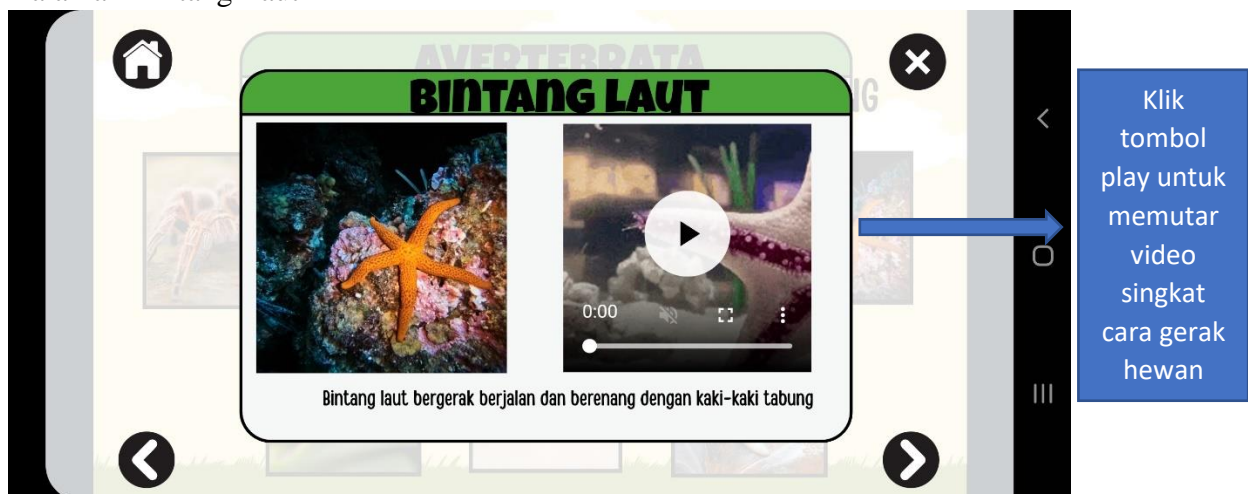 AVERTEBRATA
BINTANG LAUT
0:00
Bintang laut bergerak berjalan dan berenang dengan kaki-kaki tabung
Klik
tombol
play untuk
memutar
video
singkat
cara gerak
hewan